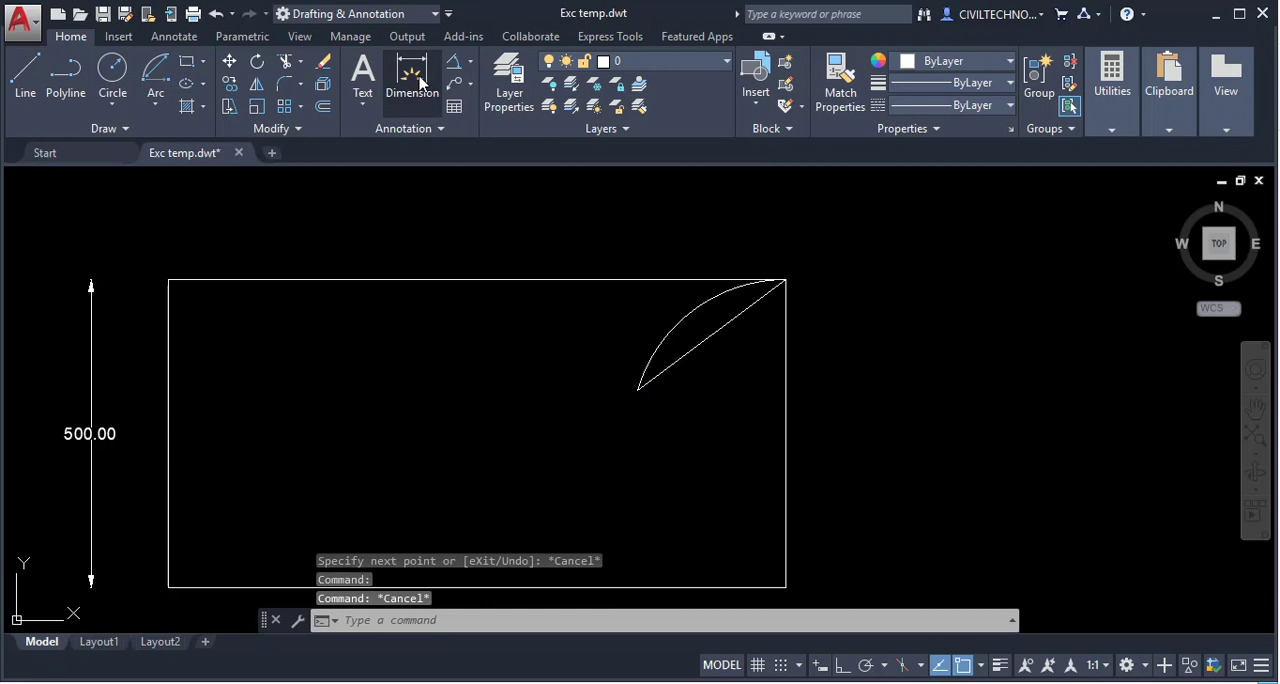 A Drafting & Annotation Exc temp.dwt Type a keyword or phrase CIVILTECHNO...
Home Insert Annotate Parametric View Manage Output Add-ins Collaborate Express Tools Featured Apps
Line Polyline Circle Arc
Draw
Modify
A Text Dimension
Annotation
Layer Properties
0
Layers
Insert
Block
Match Properties
ByLayer
ByLayer
ByLayer
Properties
Group
Groups
Utilities
Clipboard
View
Start Exc temp.dwt*
N
W TOP E
S
WCS
500.00
Y
X
Specify next point or [eXit/Undo]: *Cancel*
Command:
Command: *Cancel*
Type a command
Model Layout1 Layout2
MODEL 1:1